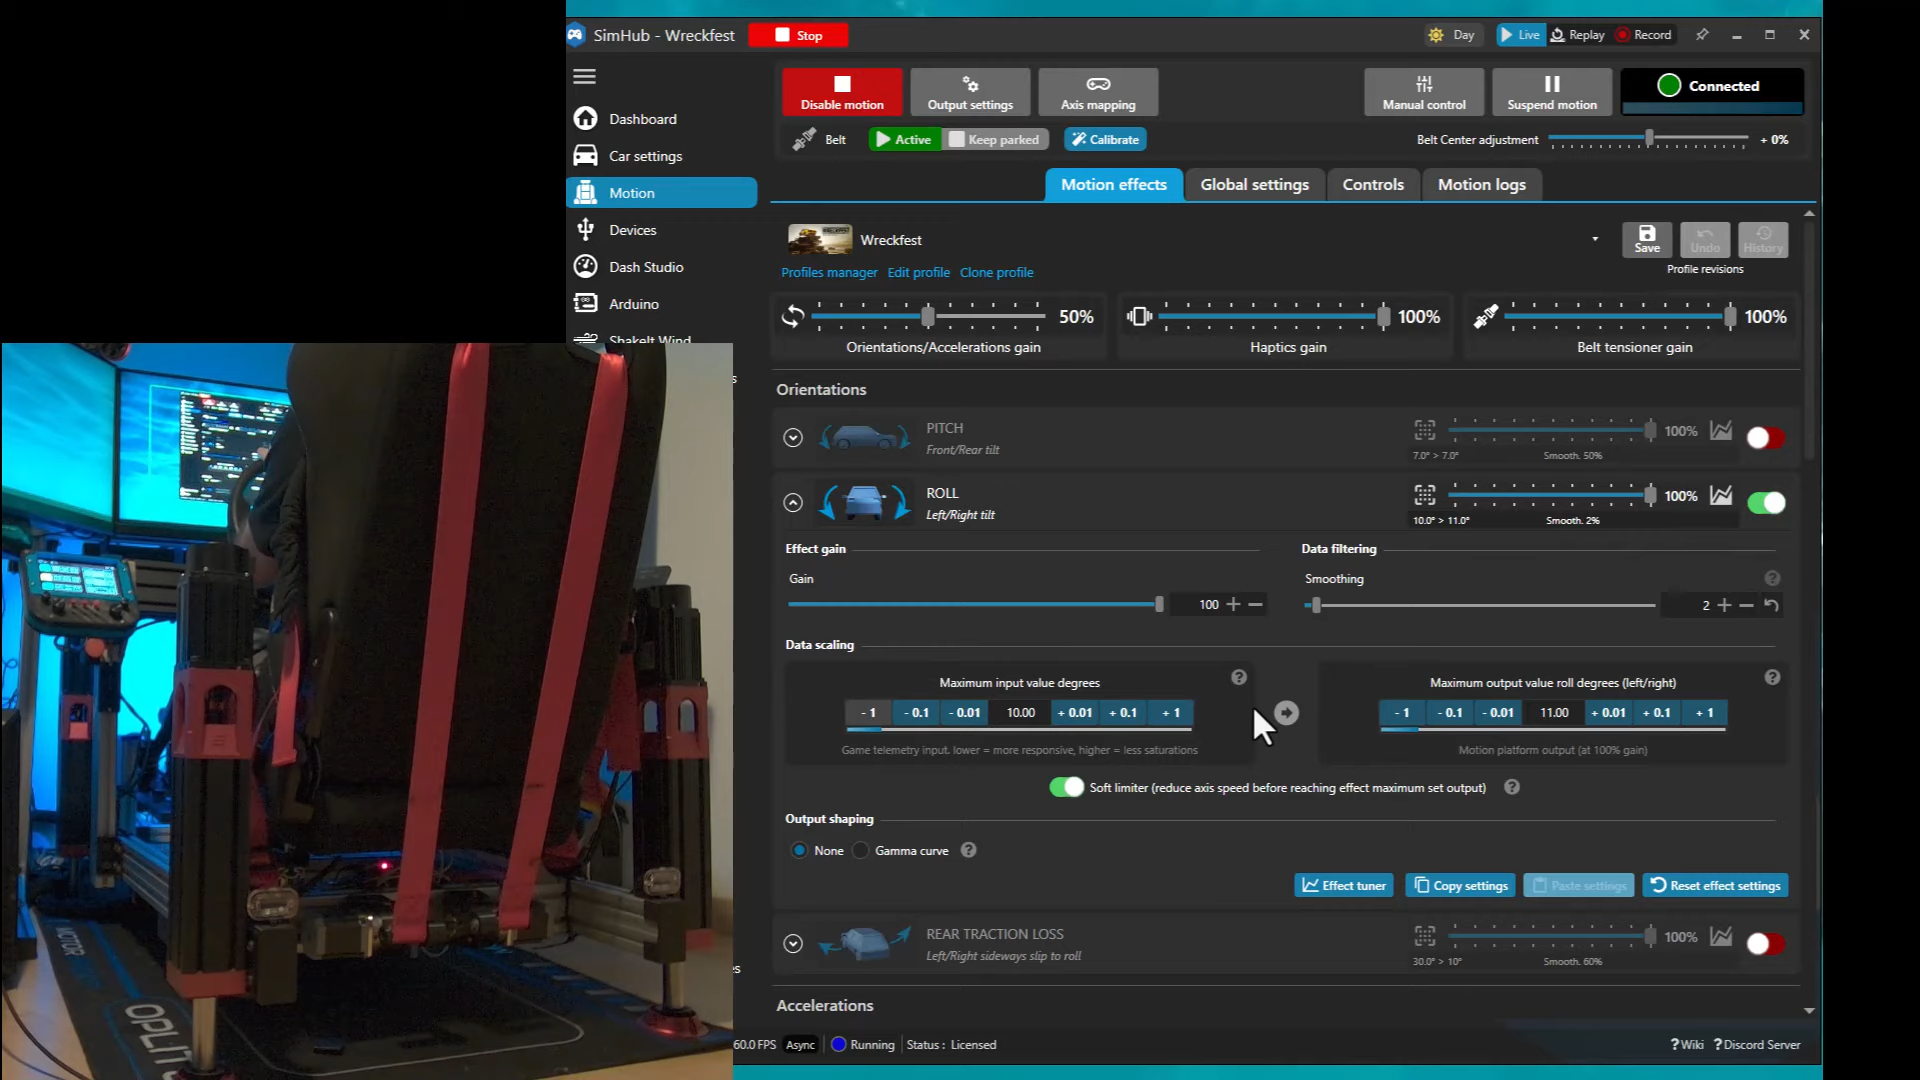 SimHub - Wreckfest
Stop
Day
Live
Replay
Record
Disable motion
Output settings
Axis mapping
Manual control
Suspend motion
Connected
Belt
Active
Keep parked
Calibrate
Belt Center adjustment
+ 0%
Dashboard
Car settings
Motion
Devices
Dash Studio
Arduino
ShakeIt Wind
Motion effects
Global settings
Controls
Motion logs
Wreckfest
Save
Undo
History
Profiles manager
Edit profile
Clone profile
Profile revisions
50%
100%
100%
Orientations/Accelerations gain
Haptics gain
Belt tensioner gain
Orientations
PITCH
Front/Rear tilt
100%
7.0° > 7.0°
Smooth. 50%
ROLL
Left/Right tilt
100%
10.0° > 11.0°
Smooth. 2%
Effect gain
Data filtering
Gain
Smoothing
100
2
Data scaling
Maximum input value degrees
Maximum output value roll degrees (left/right)
- 1 - 0.1 - 0.01 10.00 + 0.01 + 0.1 + 1
- 1 - 0.1 - 0.01 11.00 + 0.01 + 0.1 + 1
Game telemetry input. lower = more responsive, higher = less saturations
Motion platform output (at 100% gain)
Soft limiter (reduce axis speed before reaching effect maximum set output)
Output shaping
None
Gamma curve
Effect tuner
Copy settings
Paste settings
Reset effect settings
REAR TRACTION LOSS
Left/Right sideways slip to roll
100%
30.0° > 10°
Smooth. 60%
Accelerations
60.0 FPS
Async
Running
Status : Licensed
Wiki
Discord Server